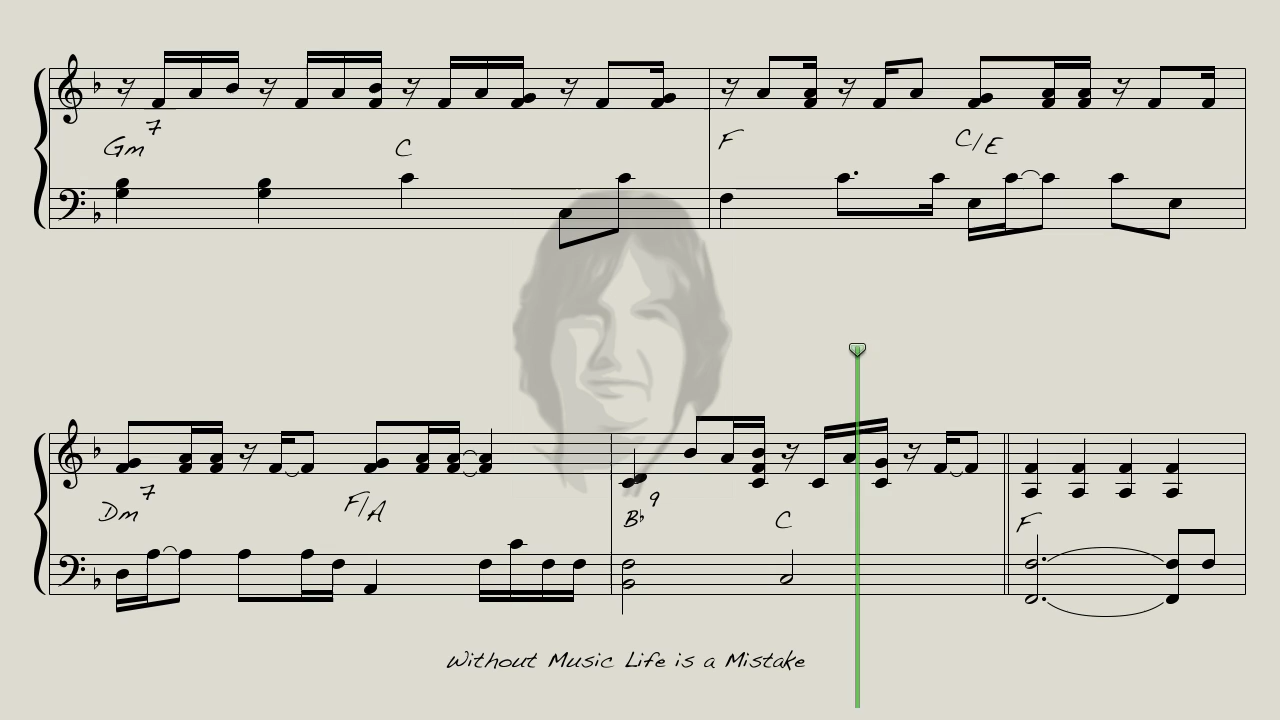 Gm7 C F C/E
Dm7 F/A B♭9 C F
Without Music Life is a Mistake